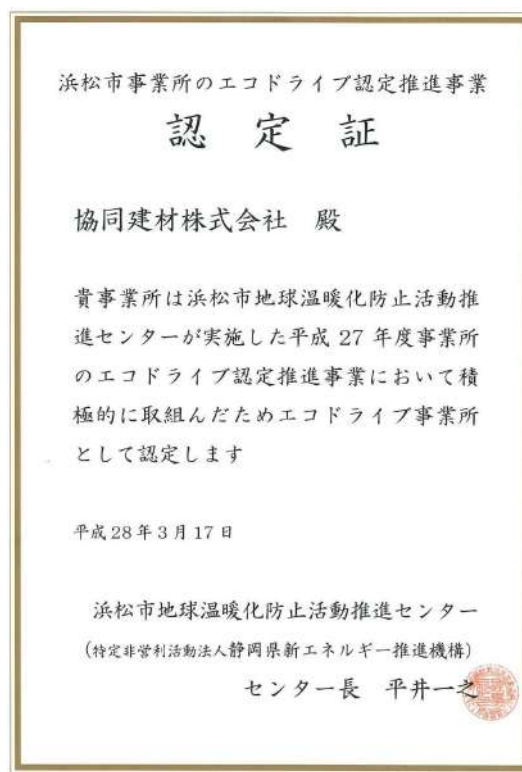 浜松市事業所のエコドライブ認定推進事業
認定証
協同建材株式会社　殿
貴事業所は浜松市地球温暖化防止活動推
進センターが実施した平成 27 年度事業所
のエコドライブ認定推進事業において積
極的に取組んだためエコドライブ事業所
として認定します
平成 28 年 3 月 17 日
浜松市地球温暖化防止活動推進センター
（特定非営利活動法人静岡県新エネルギー推進機構）
センター長　平井一之